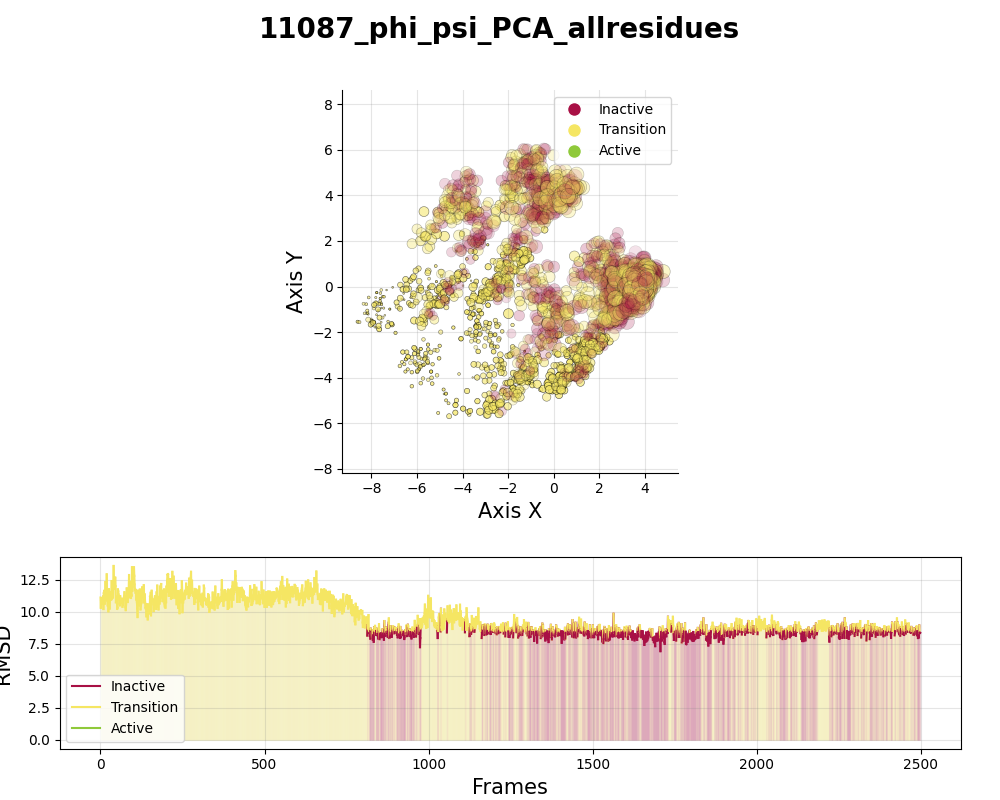 11087_phi_psi_PCA_allresidues
Inactive
Transition
Active
8
6
4
2
0
−2
−4
−6
−8
Axis Y
−8 −6 −4 −2 0 2 4
Axis X
12.5
10.0
7.5
5.0
2.5
0.0
RMSD
Inactive
Transition
Active
0 500 1000 1500 2000 2500
Frames